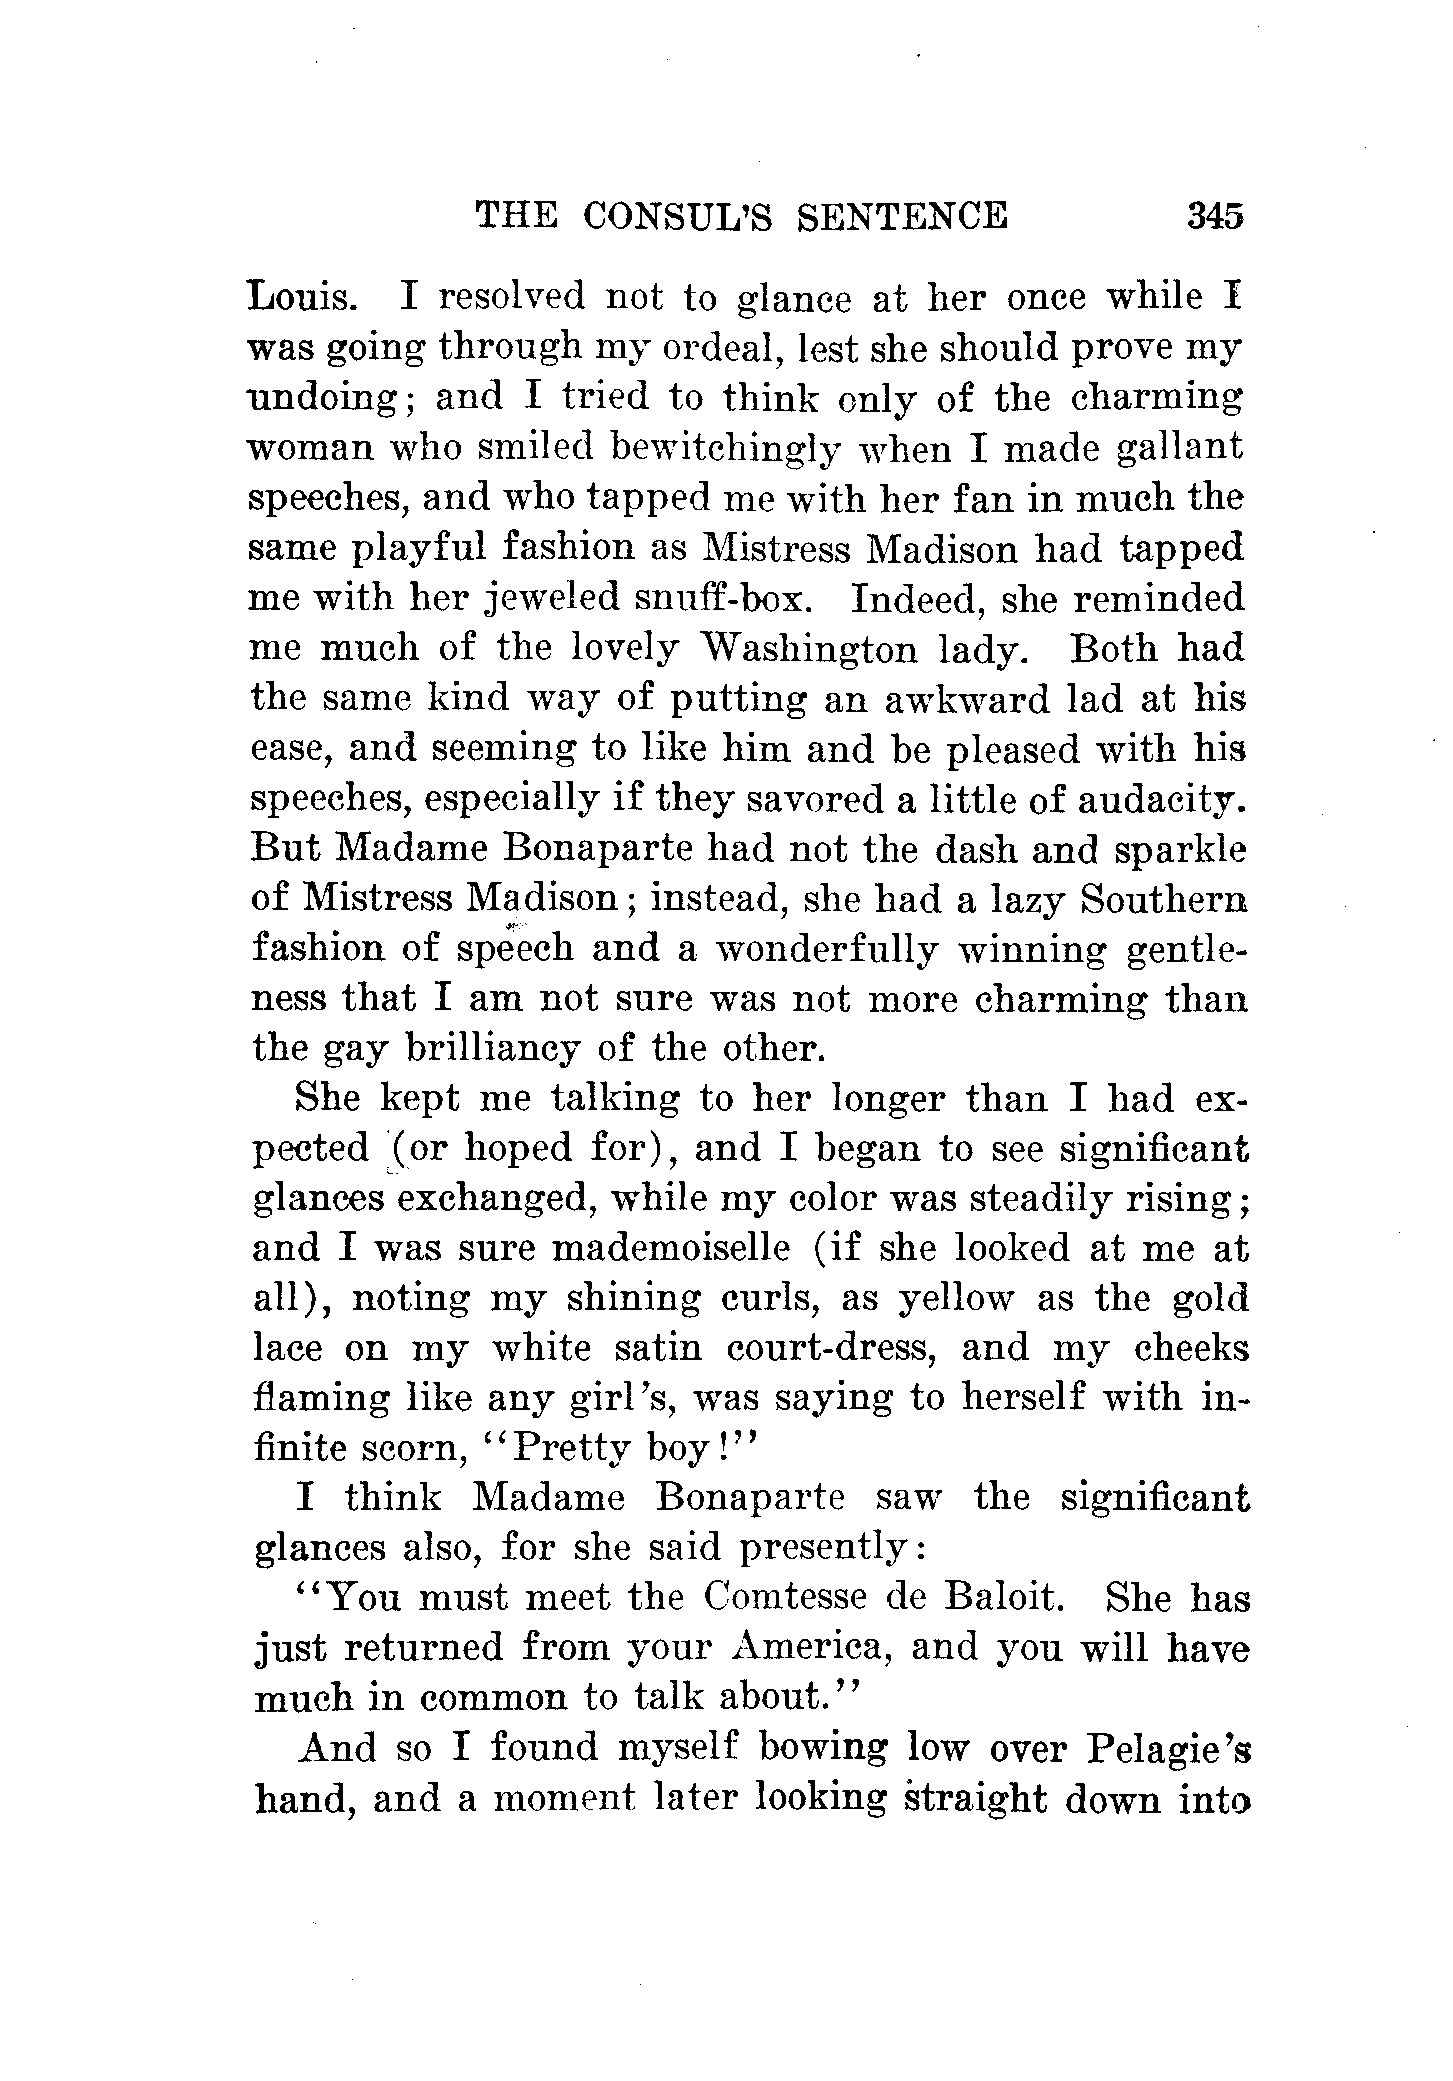 THE CONSUL'S SENTENCE 345
Louis. I resolved not to glance at her once while I
was going through my ordeal, lest she should prove my
undoing; and I tried to think only of the charming
woman who smiled bewitchingly when I made gallant
speeches, and who tapped me with her fan in much the
same playful fashion as Mistress Madison had tapped
me with her jeweled snuff-box. Indeed, she reminded
me much of the lovely Washington lady. Both had
the same kind way of putting an awkward lad at his
ease, and seeming to like him and be pleased with his
speeches, especially if they savored a little of audacity.
But Madame Bonaparte had not the dash and sparkle
of Mistress Madison; instead, she had a lazy Southern
fashion of speech and a wonderfully winning gentle-
ness that I am not sure was not more charming than
the gay brilliancy of the other.
She kept me talking to her longer than I had ex-
pected (or hoped for), and I began to see significant
glances exchanged, while my color was steadily rising;
and I was sure mademoiselle (if she looked at me at
all), noting my shining curls, as yellow as the gold
lace on my white satin court-dress, and my cheeks
flaming like any girl's, was saying to herself with in-
finite scorn, "Pretty boy!"
I think Madame Bonaparte saw the significant
glances also, for she said presently:
"You must meet the Comtesse de Baloit. She has
just returned from your America, and you will have
much in common to talk about."
And so I found myself bowing low over Pelagie's
hand, and a moment later looking straight down into